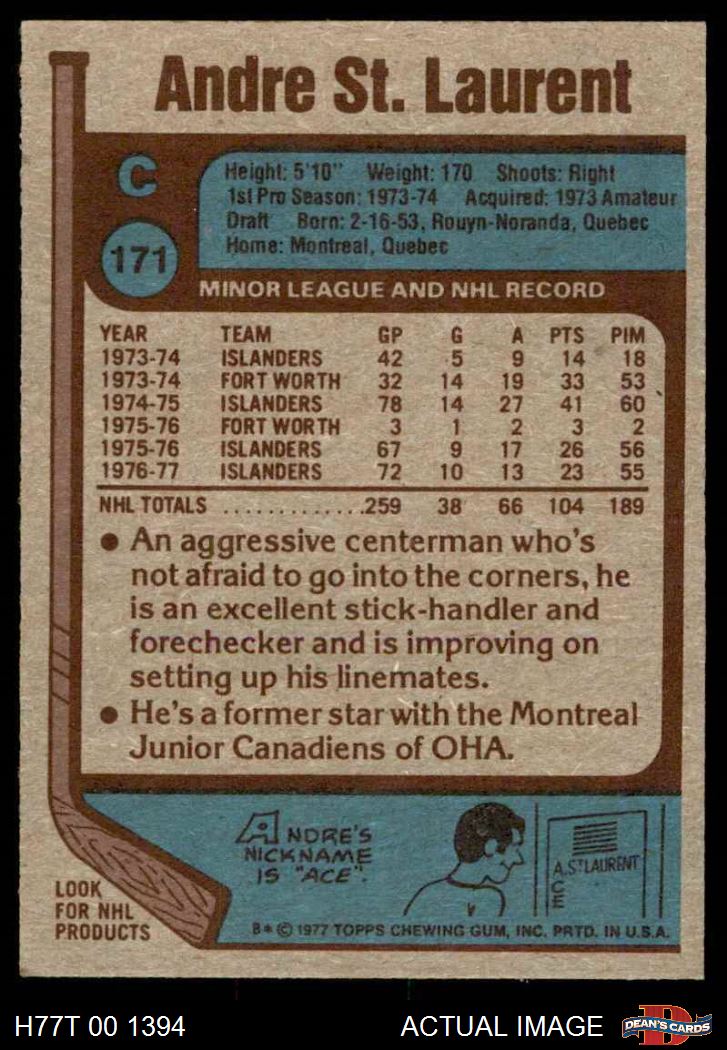 Andre St. Laurent
C
171
Height: 5'10" Weight: 170 Shoots: Right
1st Pro Season: 1973-74 Acquired: 1973 Amateur
Draft Born: 2-16-53, Rouyn-Noranda, Quebec
Home: Montreal, Quebec
MINOR LEAGUE AND NHL RECORD
YEAR TEAM GP G A PTS PIM
1973-74 ISLANDERS 42 5 9 14 18
1973-74 FORT WORTH 32 14 19 33 53
1974-75 ISLANDERS 78 14 27 41 60
1975-76 FORT WORTH 3 1 2 3 2
1975-76 ISLANDERS 67 9 17 26 56
1976-77 ISLANDERS 72 10 13 23 55
NHL TOTALS .............259 38 66 104 189
• An aggressive centerman who's
not afraid to go into the corners, he
is an excellent stick-handler and
forechecker and is improving on
setting up his linemates.
• He's a former star with the Montreal
Junior Canadiens of OHA.
ANDRE'S
NICKNAME
IS "ACE".
A. ST LAURENT
C
E
LOOK
FOR NHL
PRODUCTS
B* © 1977 TOPPS CHEWING GUM, INC. PRTD. IN U.S.A.
H77T 00 1394 ACTUAL IMAGE
D
DEAN'S CARDS